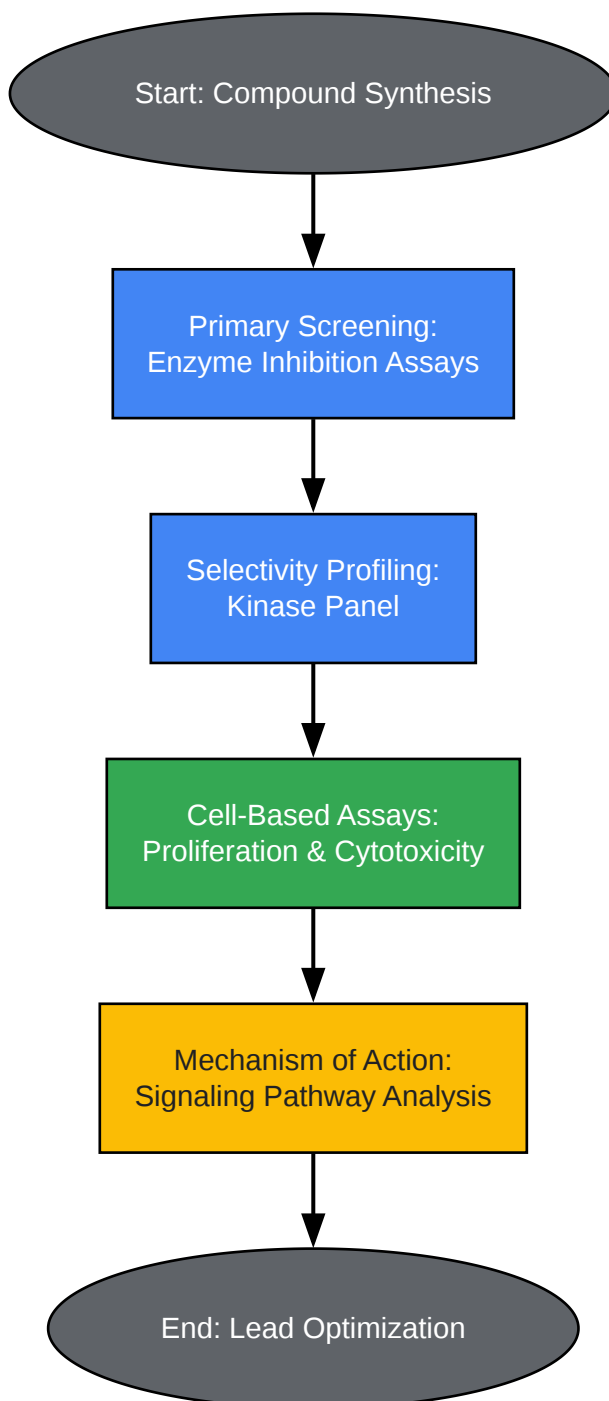 Start: Compound Synthesis
Primary Screening:
Enzyme Inhibition Assays
Selectivity Profiling:
Kinase Panel
Cell-Based Assays:
Proliferation & Cytotoxicity
Mechanism of Action:
Signaling Pathway Analysis
End: Lead Optimization